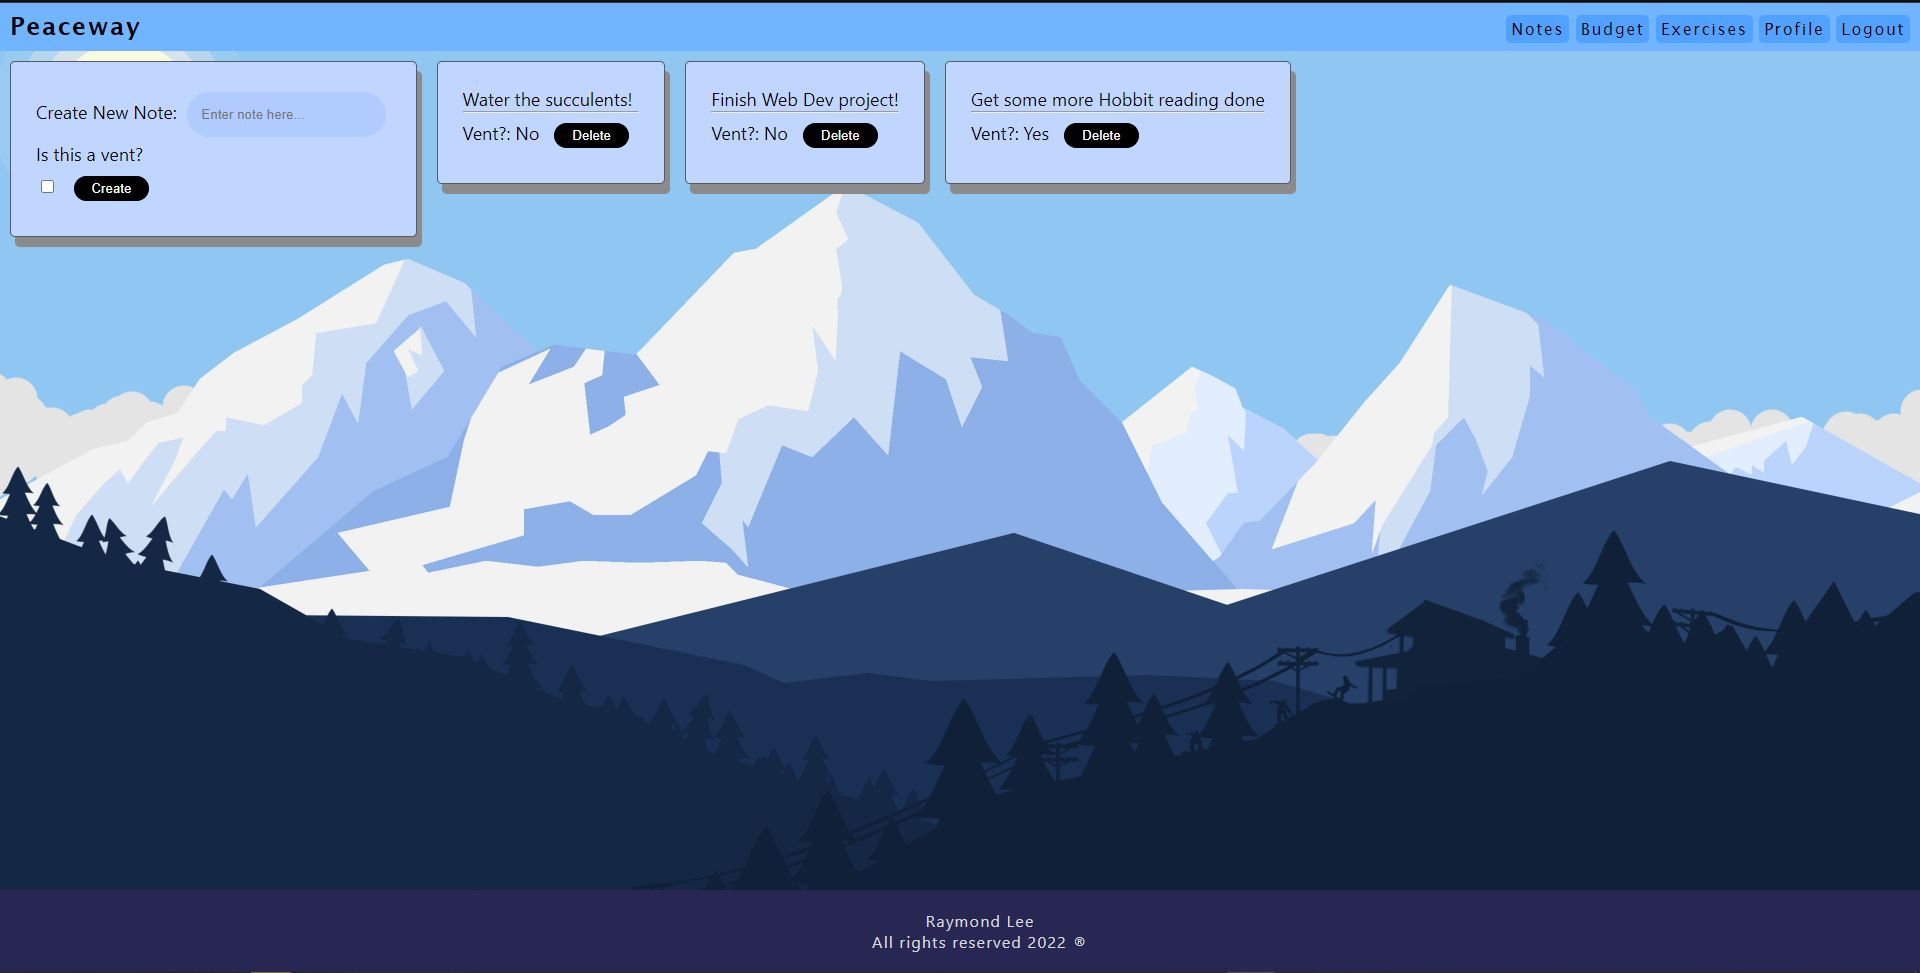 Peaceway
Notes Budget Exercises Profile Logout
Create New Note: Enter note here...
Is this a vent?
Create
Water the succulents!
Vent?: No Delete
Finish Web Dev project!
Vent?: No Delete
Get some more Hobbit reading done
Vent?: Yes Delete
Raymond Lee
All rights reserved 2022 ®